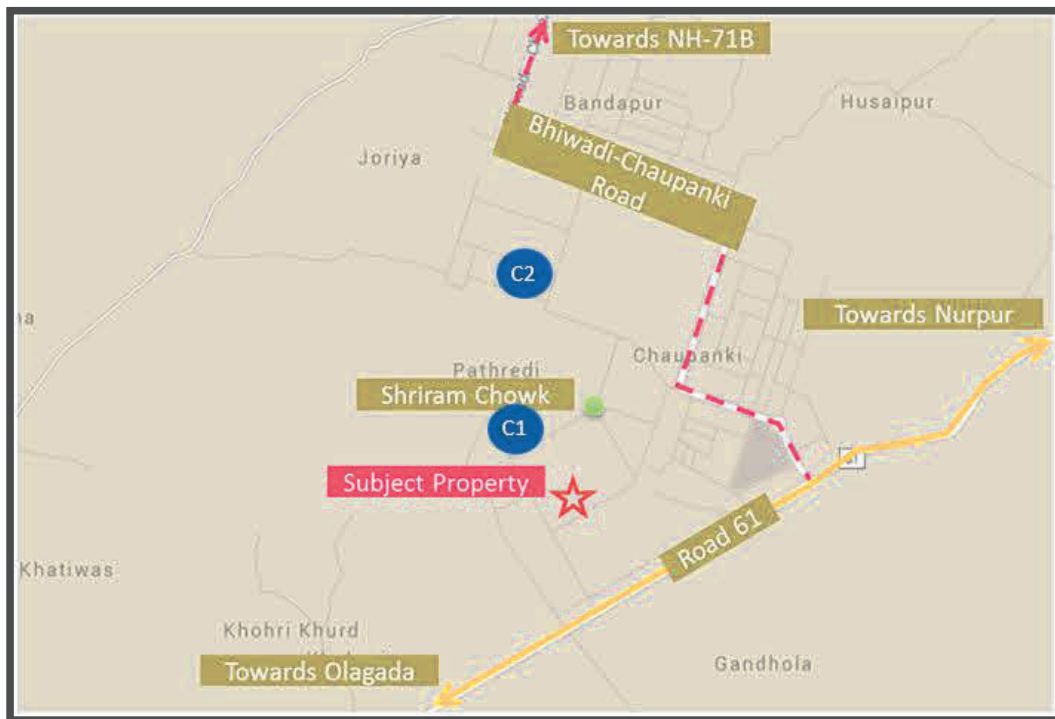 Towards NH-71B
Bandapur
Husaipur
Bhiwadi-Chaupanki
Road
Joriya
C2
Towards Nurpur
Chaupanki
Pathredi
Shriram Chowk
C1
61
Subject Property
Road 61
Khatiwas
Khohri Khurd
Gandhola
Towards Olagada